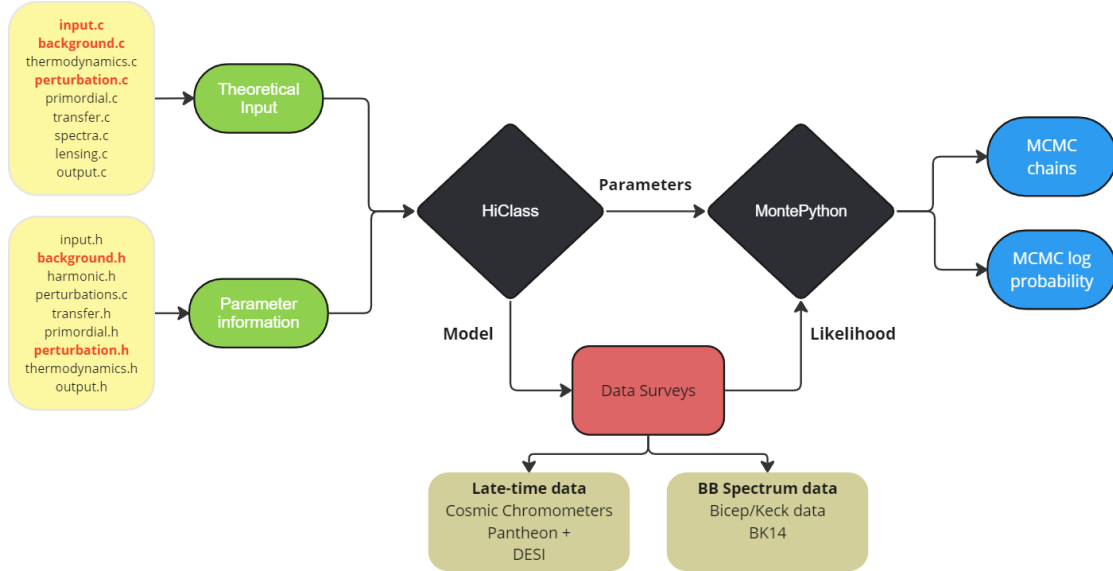 input.c
background.c
thermodynamics.c
perturbation.c
primordial.c
transfer.c
spectra.c
lensing.c
output.c
Theoretical
Input
input.h
background.h
harmonic.h
perturbations.c
transfer.h
primordial.h
perturbation.h
thermodynamics.h
output.h
Parameter
information
HiClass
Parameters
MontePython
MCMC
chains
MCMC log
probability
Model
Likelihood
Data Surveys
Late-time data
Cosmic Chromometers
Pantheon +
DESI
BB Spectrum data
Bicep/Keck data
BK14